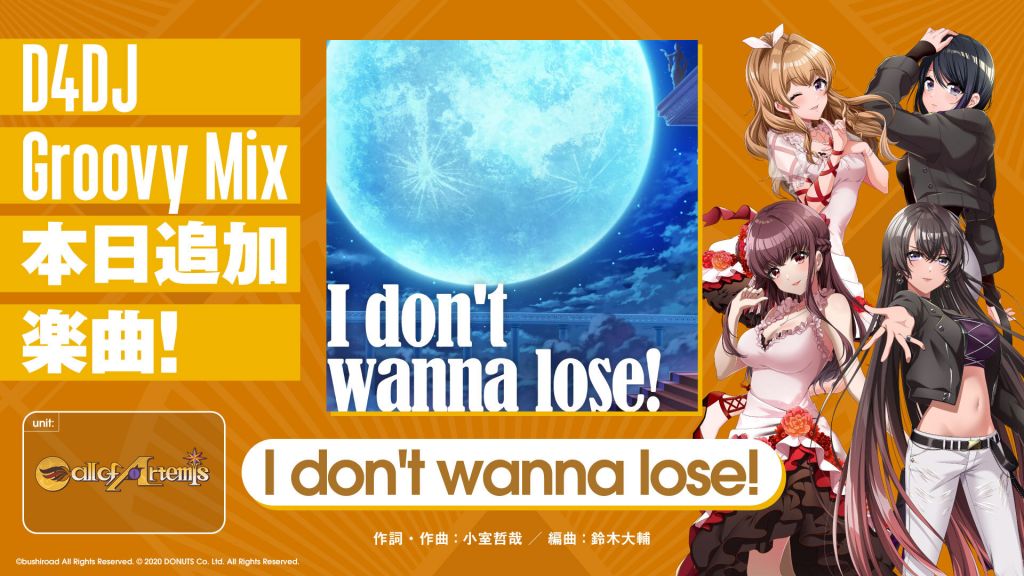 D4DJ
Groovy Mix
本日追加
楽曲!
I don't
wanna lose!
unit:
Call of Artemis
I don't wanna lose!
作詞・作曲：小室哲哉 ／ 編曲：鈴木大輔
©bushiroad All Rights Reserved. © 2020 DONUTS Co. Ltd. All Rights Reserved.